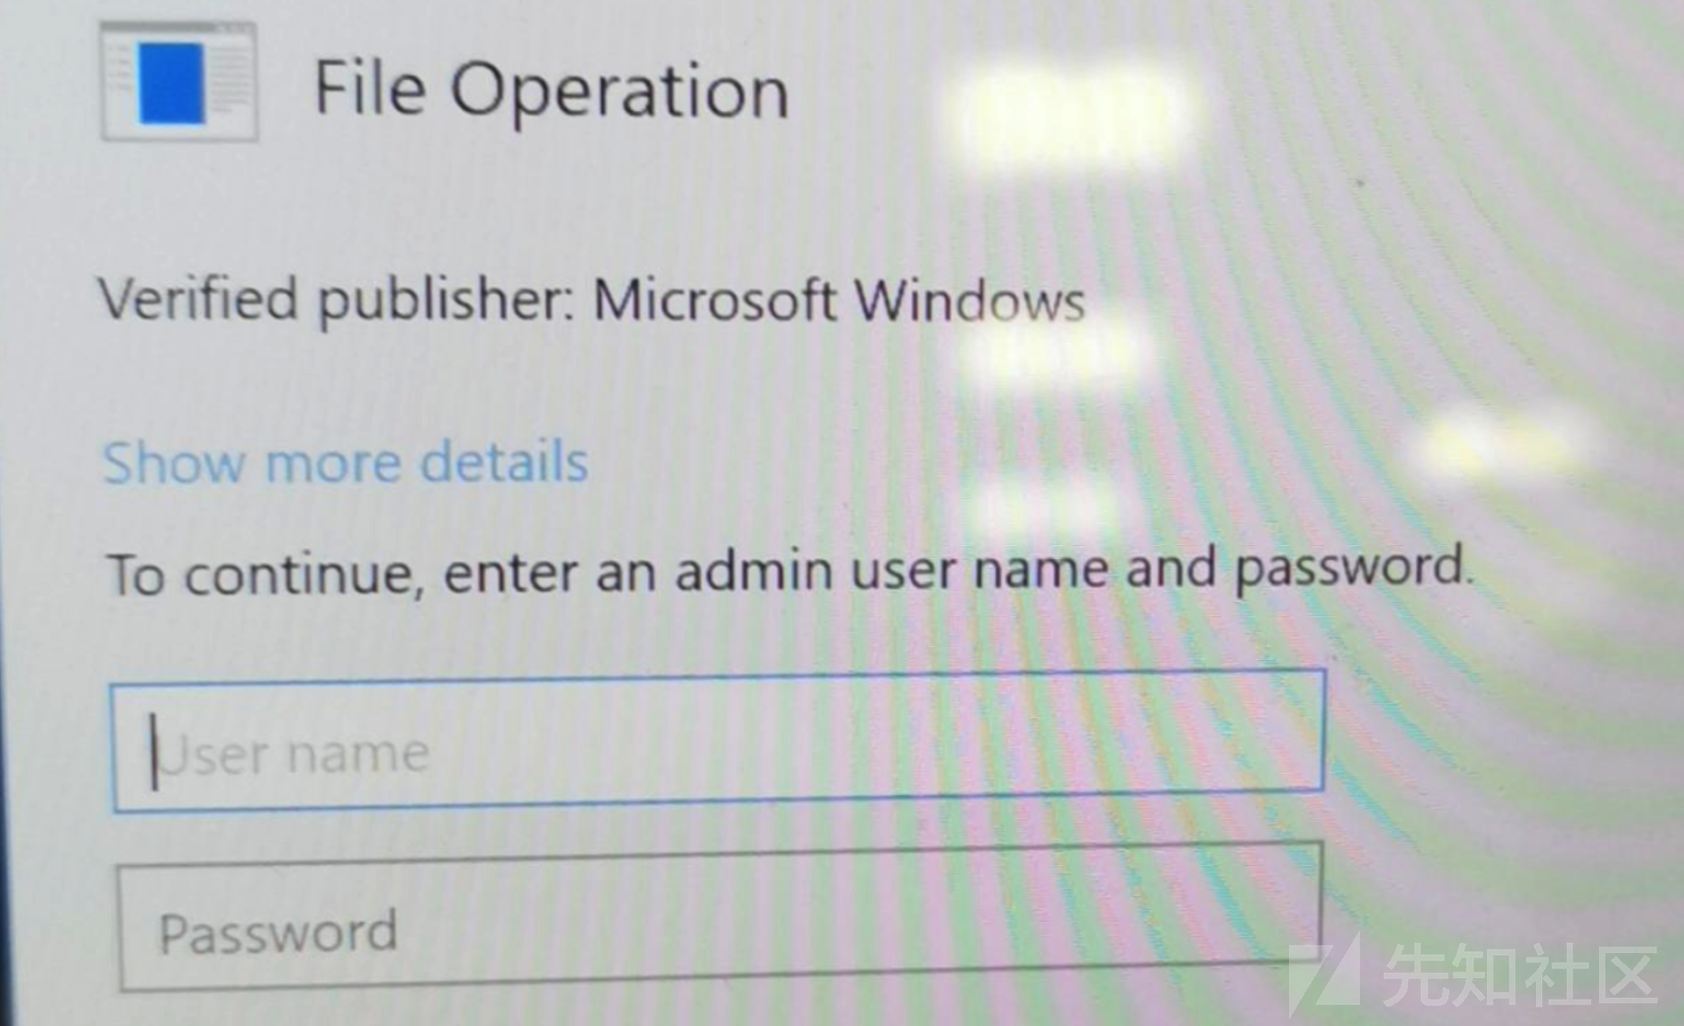 File Operation
Verified publisher: Microsoft Windows
Show more details
To continue, enter an admin user name and password.
User name
Password
先知社区